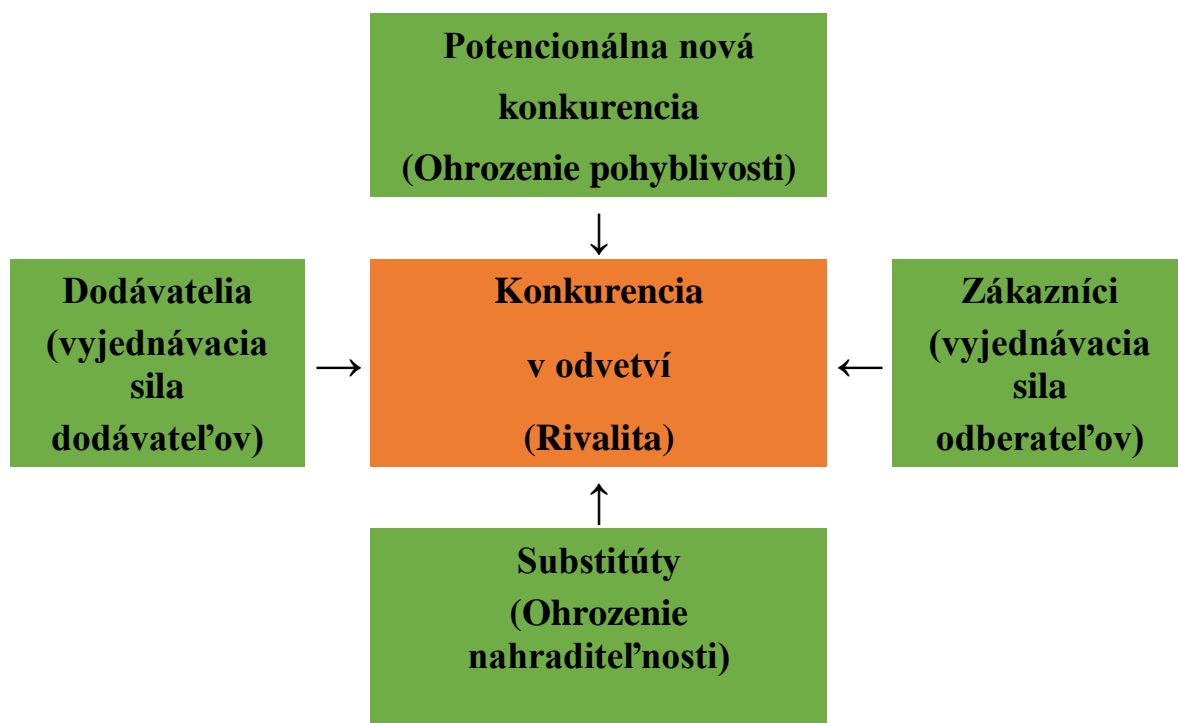 Potencionálna nová
konkurencia
(Ohrozenie pohyblivosti)
↓
Dodávatelia
(vyjednávacia
sila
dodávateľov)
→
Konkurencia
v odvetví
(Rivalita)
←
Zákazníci
(vyjednávacia
sila
odberateľov)
↑
Substitúty
(Ohrozenie
nahraditeľnosti)